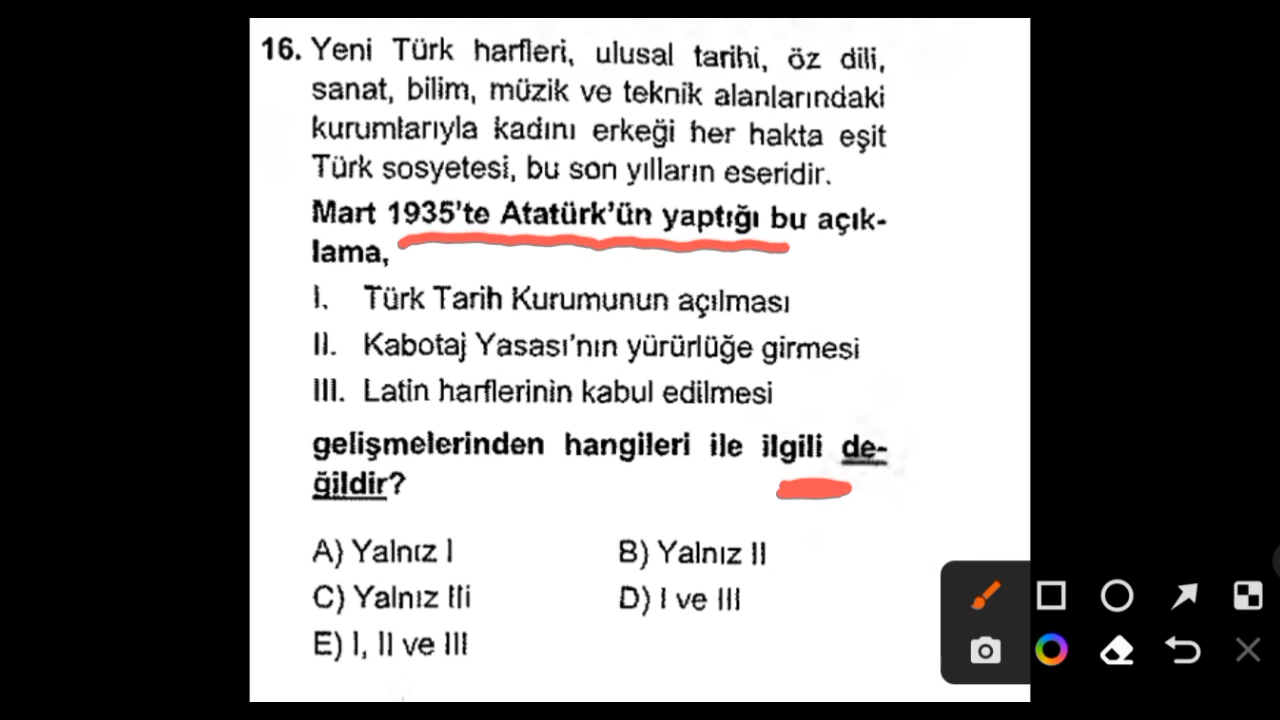 16. Yeni Türk harfleri, ulusal tarihi, öz dili,
sanat, bilim, müzik ve teknik alanlarındaki
kurumlarıyla kadını erkeği her hakta eşit
Türk sosyetesi, bu son yılların eseridir.
Mart 1935'te Atatürk'ün yaptığı bu açık-
lama,
I. Türk Tarih Kurumunun açılması
II. Kabotaj Yasası'nın yürürlüğe girmesi
III. Latin harflerinin kabul edilmesi
gelişmelerinden hangileri ile ilgili de-
ğildir?
A) Yalnız I
B) Yalnız II
C) Yalnız III
D) I ve III
E) I, II ve III